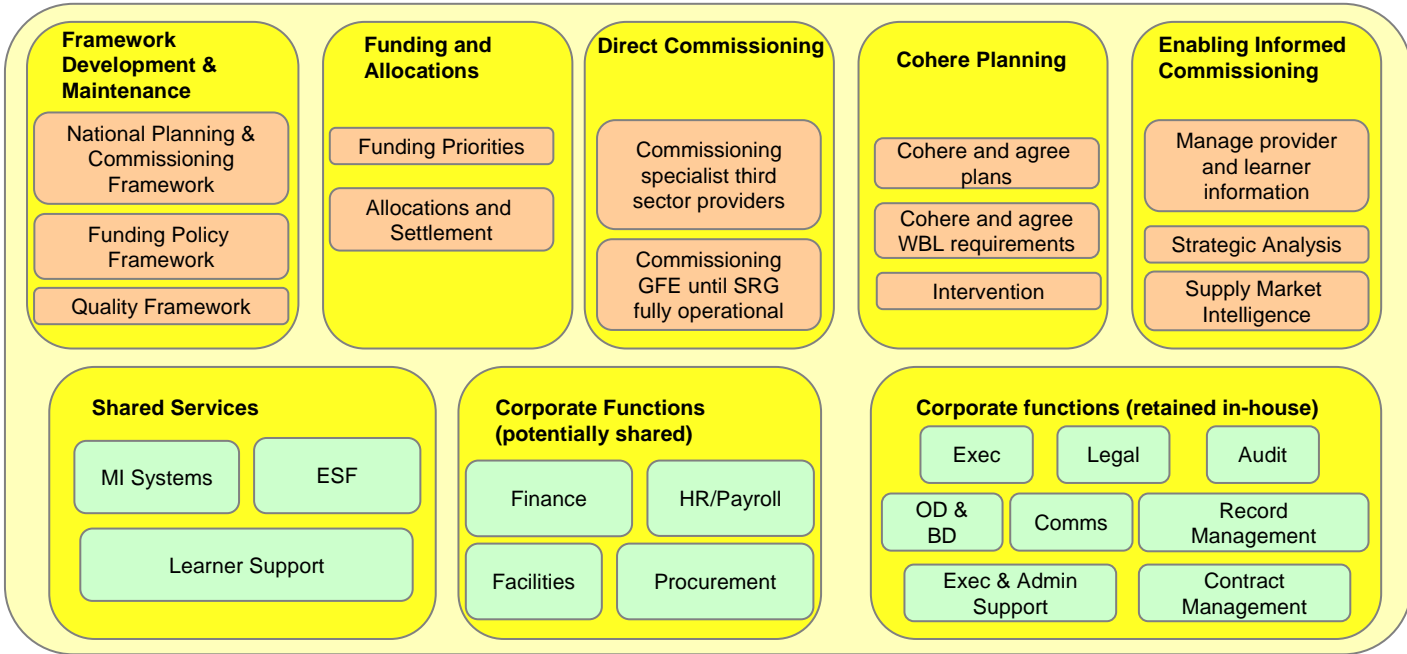 Framework
Development &
Maintenance
National Planning &
Commissioning
Framework
Funding Policy
Framework
Quality Framework
Funding and
Allocations
Funding Priorities
Allocations and
Settlement
Direct Commissioning
Commissioning
specialist third
sector providers
Commissioning
GFE until SRG
fully operational
Cohere Planning
Cohere and agree
plans
Cohere and agree
WBL requirements
Intervention
Enabling Informed
Commissioning
Manage provider
and learner
information
Strategic Analysis
Supply Market
Intelligence
Shared Services
MI Systems
ESF
Learner Support
Corporate Functions
(potentially shared)
Finance
HR/Payroll
Facilities
Procurement
Corporate functions (retained in-house)
Exec
Legal
Audit
OD &
BD
Comms
Record
Management
Exec & Admin
Support
Contract
Management